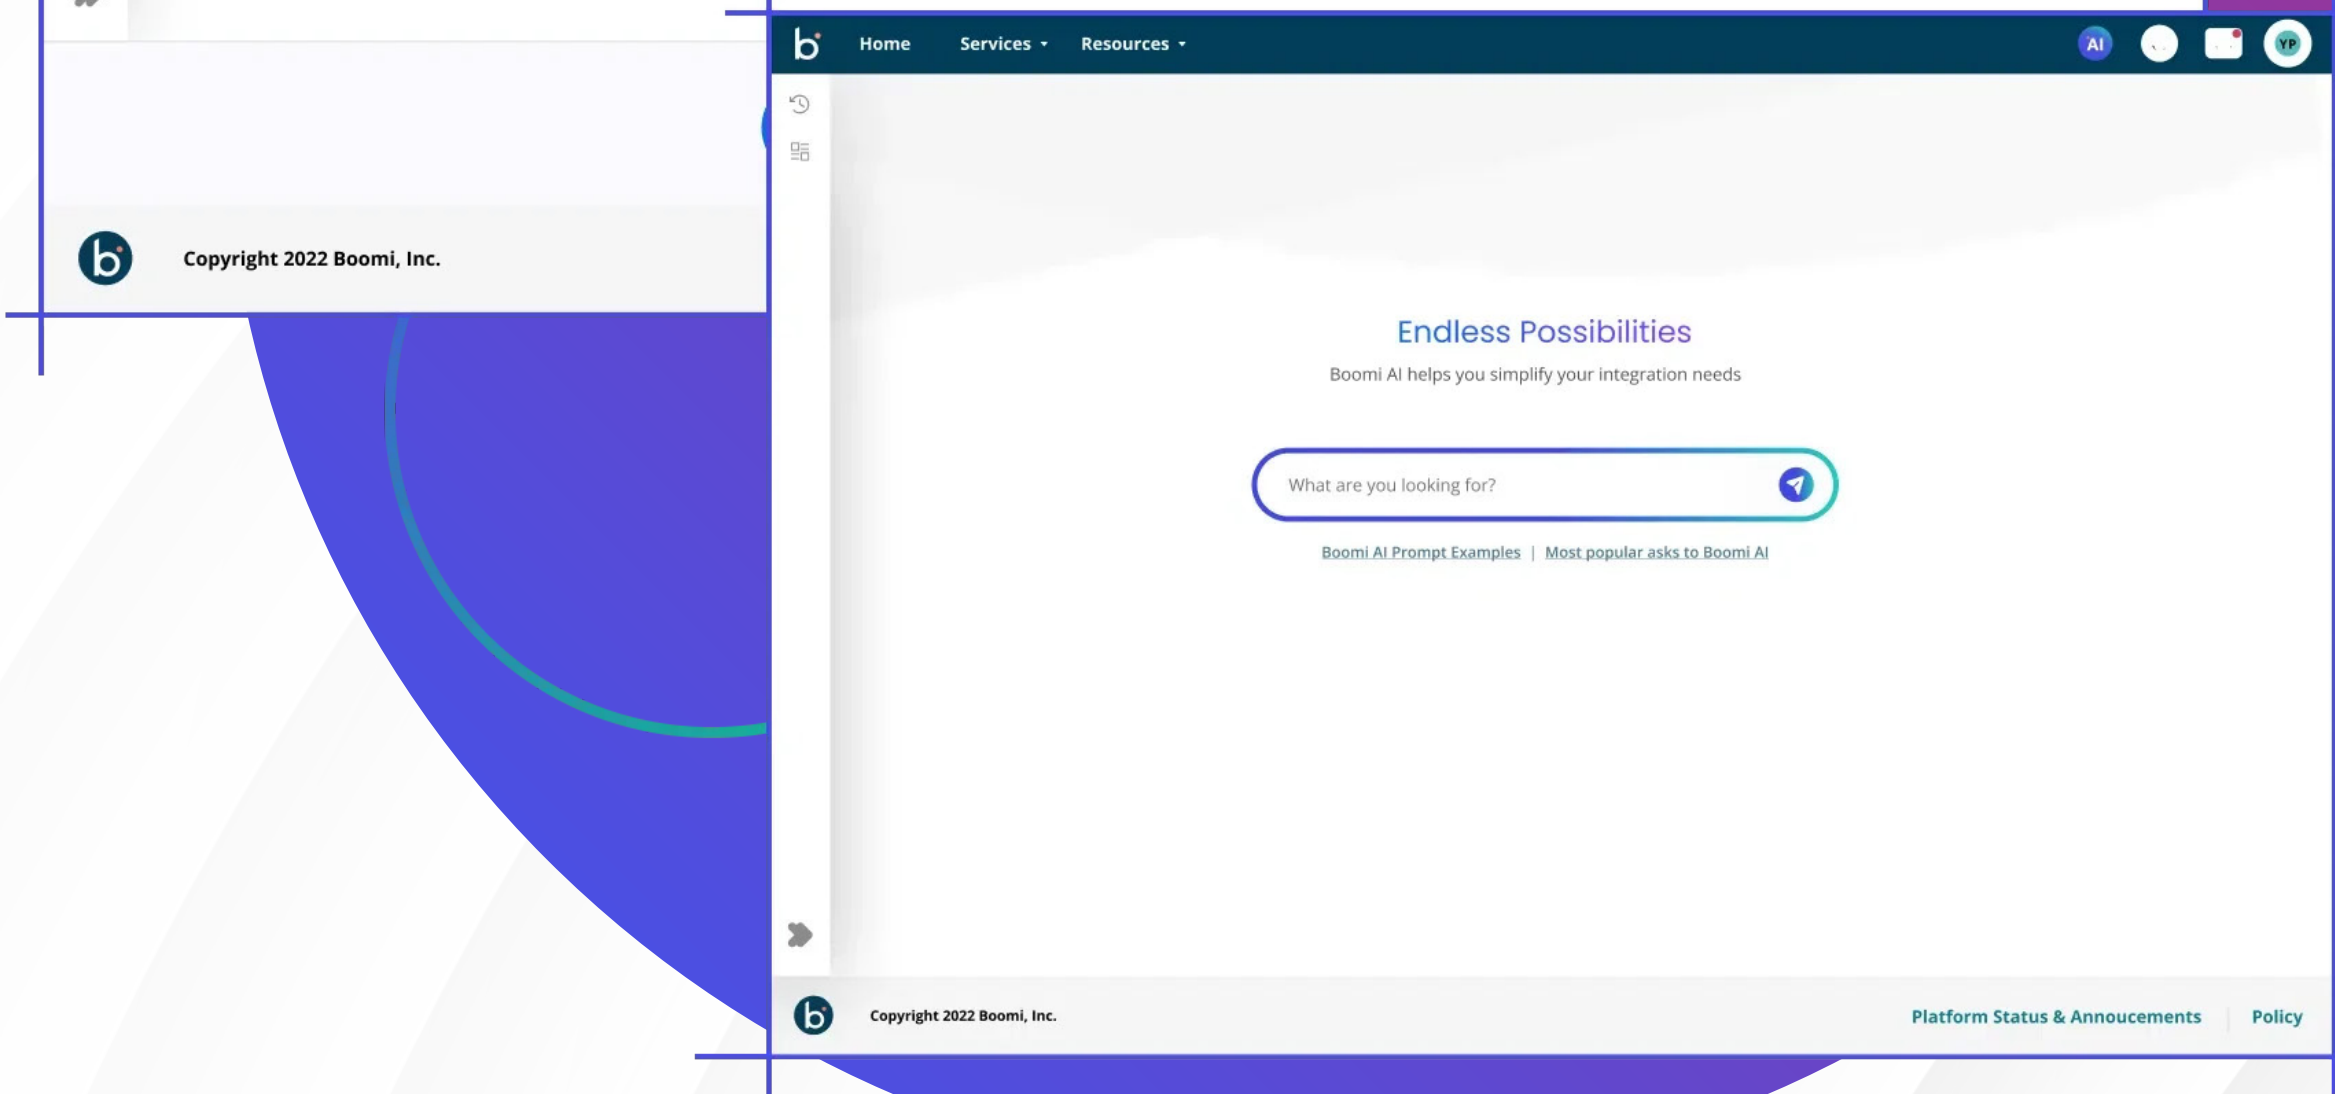 b Home Services Resources AI YP
b Copyright 2022 Boomi, Inc.
Endless Possibilities
Boomi AI helps you simplify your integration needs
What are you looking for?
Boomi AI Prompt Examples | Most popular asks to Boomi AI
b Copyright 2022 Boomi, Inc. Platform Status & Annoucements Policy